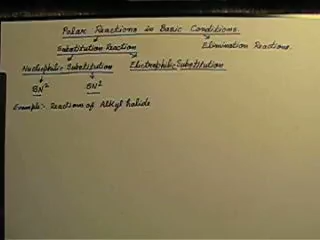 Polar Reactions in Basic Conditions.
Substitution Reaction Elimination Reactions.
Nucleophilic Substitution Electrophilic Substitution
SN² SN¹
Example:- Reactions of Alkyl halide